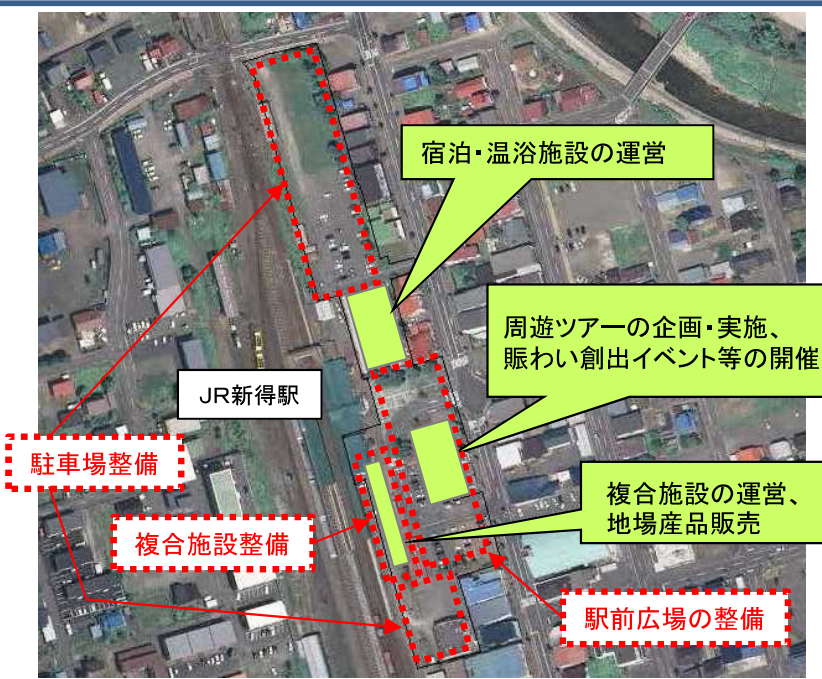 宿泊・温浴施設の運営
周遊ツアーの企画・実施、
賑わい創出イベント等の開催
JR新得駅
駐車場整備
複合施設の運営、
地場産品販売
複合施設整備
駅前広場の整備